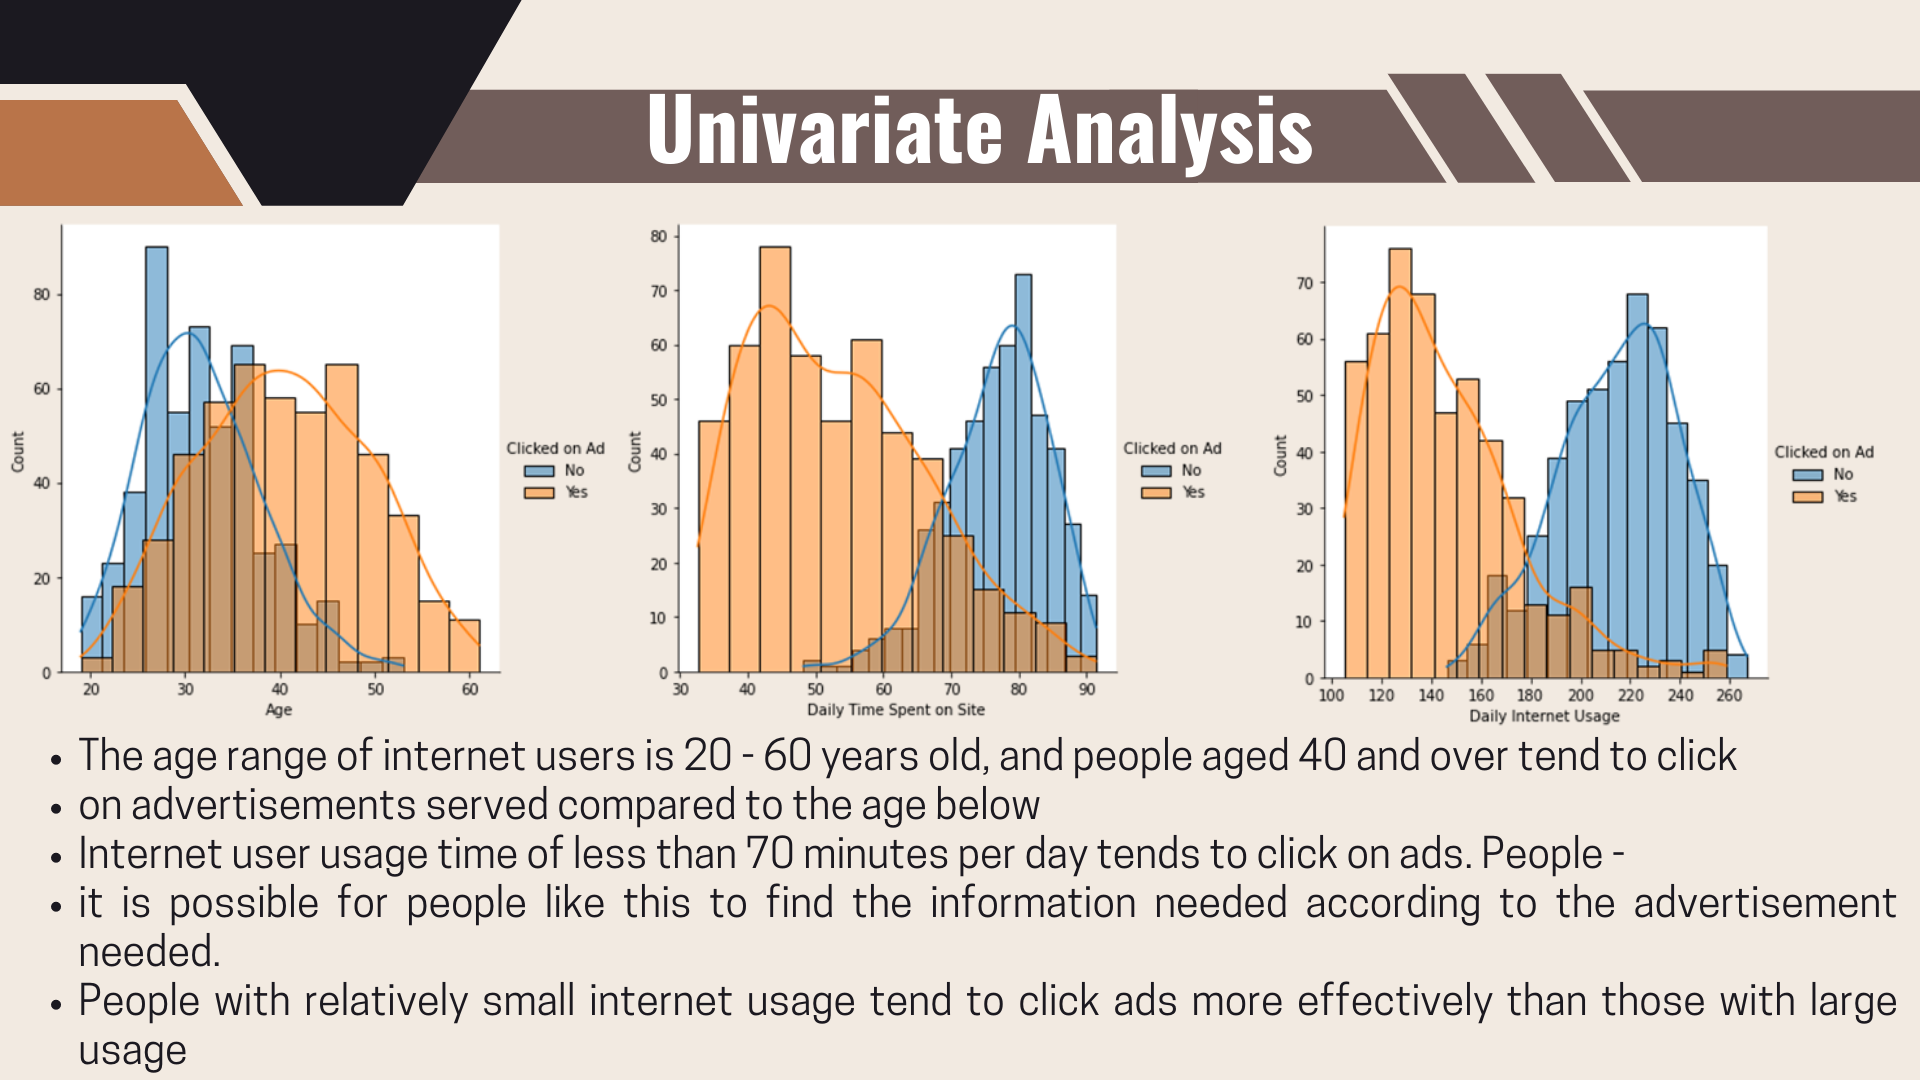 Univariate Analysis
80
60
40
20
0
Count
20 30 40 50 60
Age
Clicked on Ad
No
Yes
80
70
60
50
40
30
20
10
0
Count
30 40 50 60 70 80 90
Daily Time Spent on Site
Clicked on Ad
No
Yes
70
60
50
40
30
20
10
0
Count
100 120 140 160 180 200 220 240 260
Daily Internet Usage
Clicked on Ad
No
Yes
• The age range of internet users is 20 - 60 years old, and people aged 40 and over tend to click
• on advertisements served compared to the age below
• Internet user usage time of less than 70 minutes per day tends to click on ads. People -
• it is possible for people like this to find the information needed according to the advertisement
needed.
• People with relatively small internet usage tend to click ads more effectively than those with large
usage